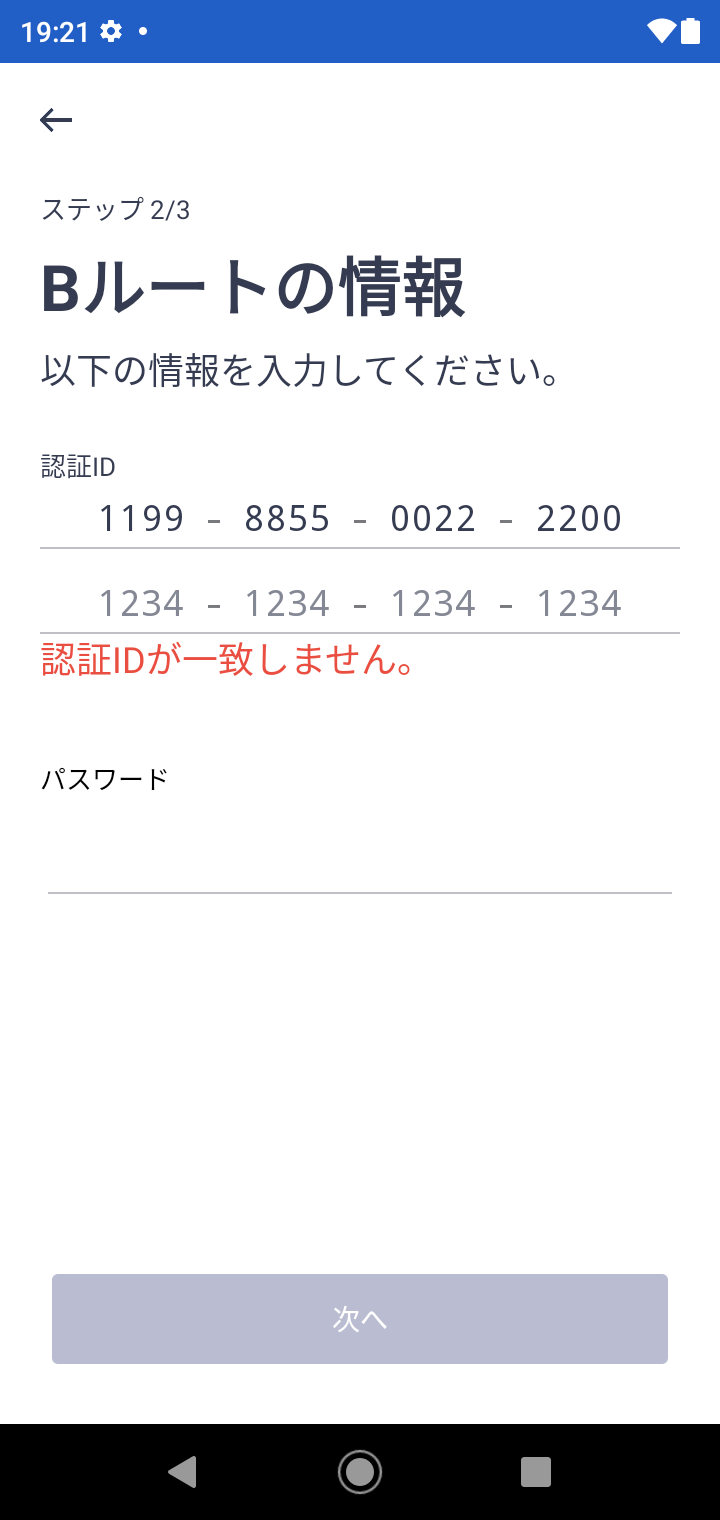 19:21
ステップ 2/3
Bルートの情報
以下の情報を入力してください。
認証ID
1199 - 8855 - 0022 - 2200
1234 - 1234 - 1234 - 1234
認証IDが一致しません。
パスワード
次へ